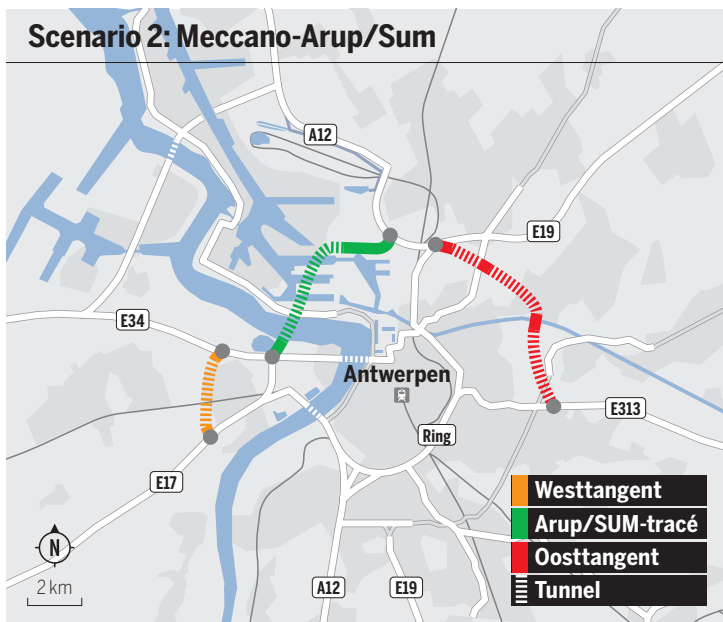 Scenario 2: Meccano-Arup/Sum
A12
E19
E34
Antwerpen
E313
Ring
E17
N
2 km
A12
E19
Westtangent
Arup/SUM-tracé
Oosttangent
Tunnel